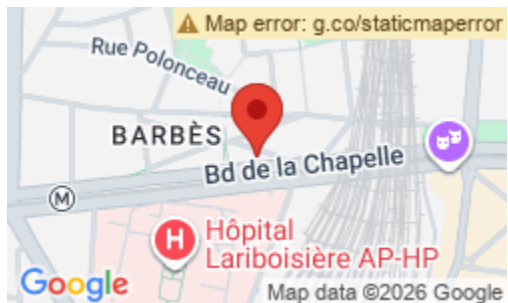 Map error: g.co/staticmaperror
Rue Polonceau
BARBÈS
Bd de la Chapelle
M
H
Hôpital
Lariboisière AP-HP
Google
Map data ©2026 Google